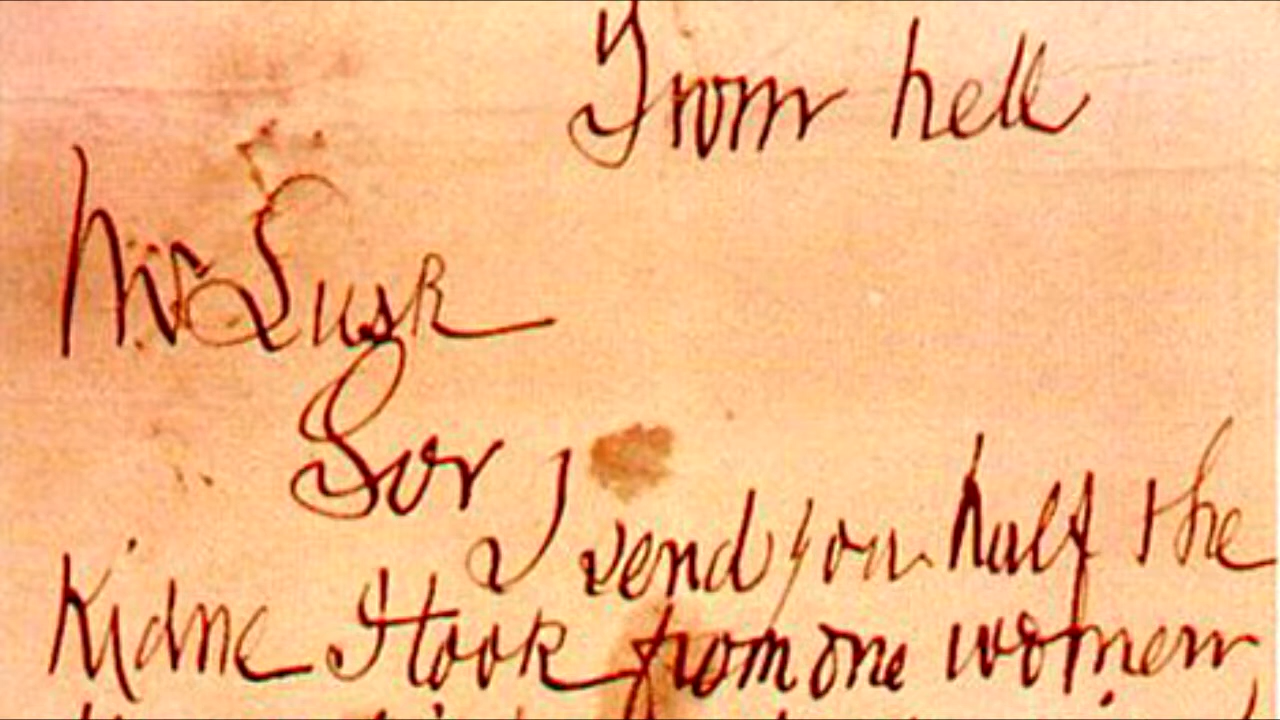 From hell
Mr Lusk
Sor
I send you half the
Kidne I took from one women